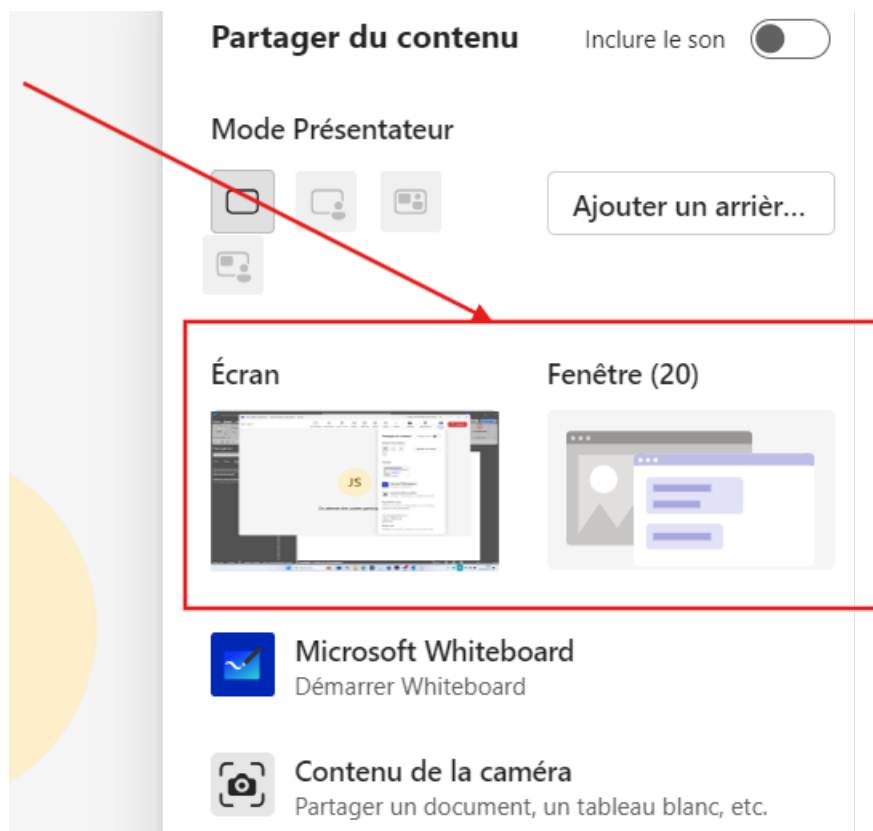 Partager du contenu
Inclure le son
Mode Présentateur
Ajouter un arrièr...
Écran
Fenêtre (20)
JS
Microsoft Whiteboard
Démarrer Whiteboard
Contenu de la caméra
Partager un document, un tableau blanc, etc.